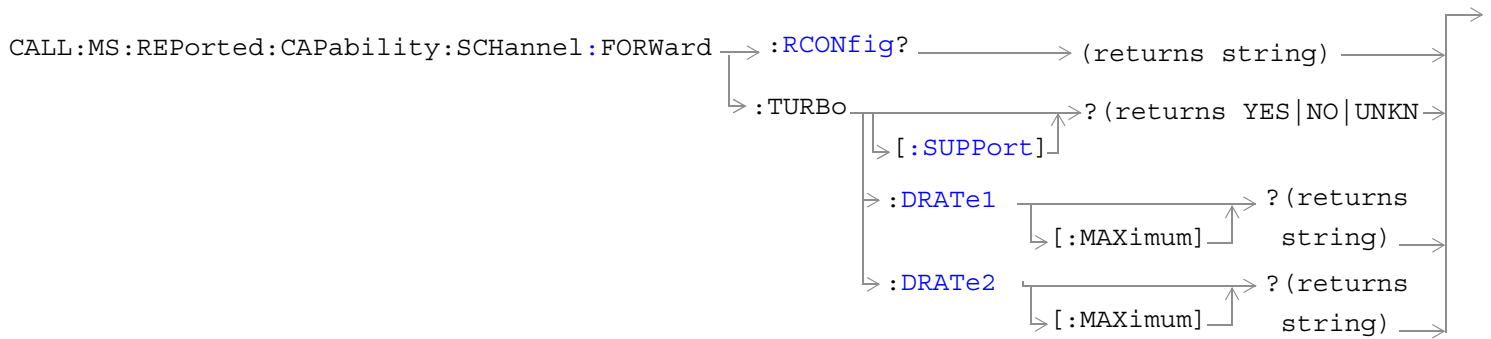 CALL:MS:REPorted:CAPability:SCHannel:FORWard :RCONfig? (returns string)
:TURBo ?(returns YES|NO|UNKN
[:SUPPort]
:DRATe1 ?(returns
[:MAXimum] string)
:DRATe2 ?(returns
[:MAXimum] string)